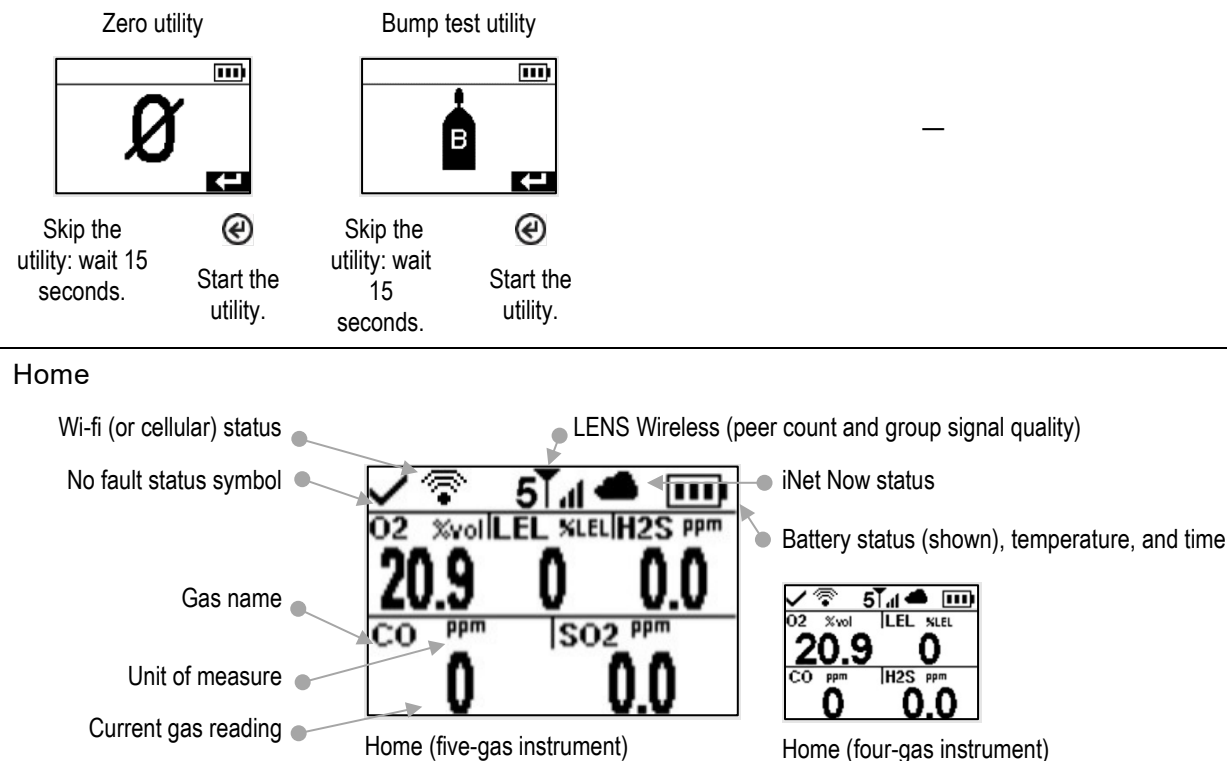 Zero utility
Bump test utility
B
—
Skip the
utility: wait 15
seconds.
Start the
utility.
Skip the
utility: wait
15
seconds.
Start the
utility.
Home
Wi-fi (or cellular) status
LENS Wireless (peer count and group signal quality)
No fault status symbol
iNet Now status
Battery status (shown), temperature, and time
Gas name
Unit of measure
Current gas reading
5
O2 %vol LEL %LEL H2S ppm
20.9 0 0.0
CO ppm SO2 ppm
0 0.0
Home (five-gas instrument)
5
O2 %vol LEL %LEL
20.9 0
CO ppm H2S ppm
0 0.0
Home (four-gas instrument)